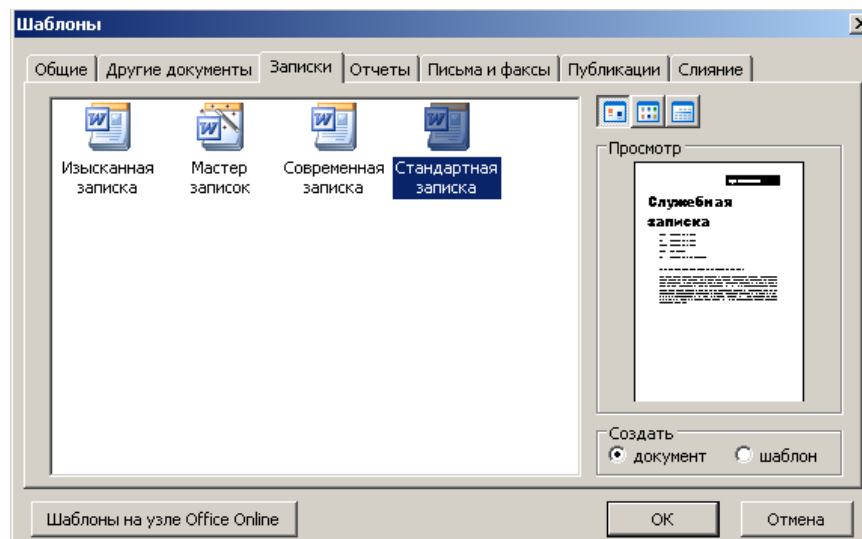 Шаблоны
Общие Другие документы Записки Отчеты Письма и факсы Публикации Слияние
Изысканная записка
Мастер записок
Современная записка
Стандартная записка
Просмотр
Служебная
записка
Создать
документ шаблон
Шаблоны на узле Office Online ОК Отмена